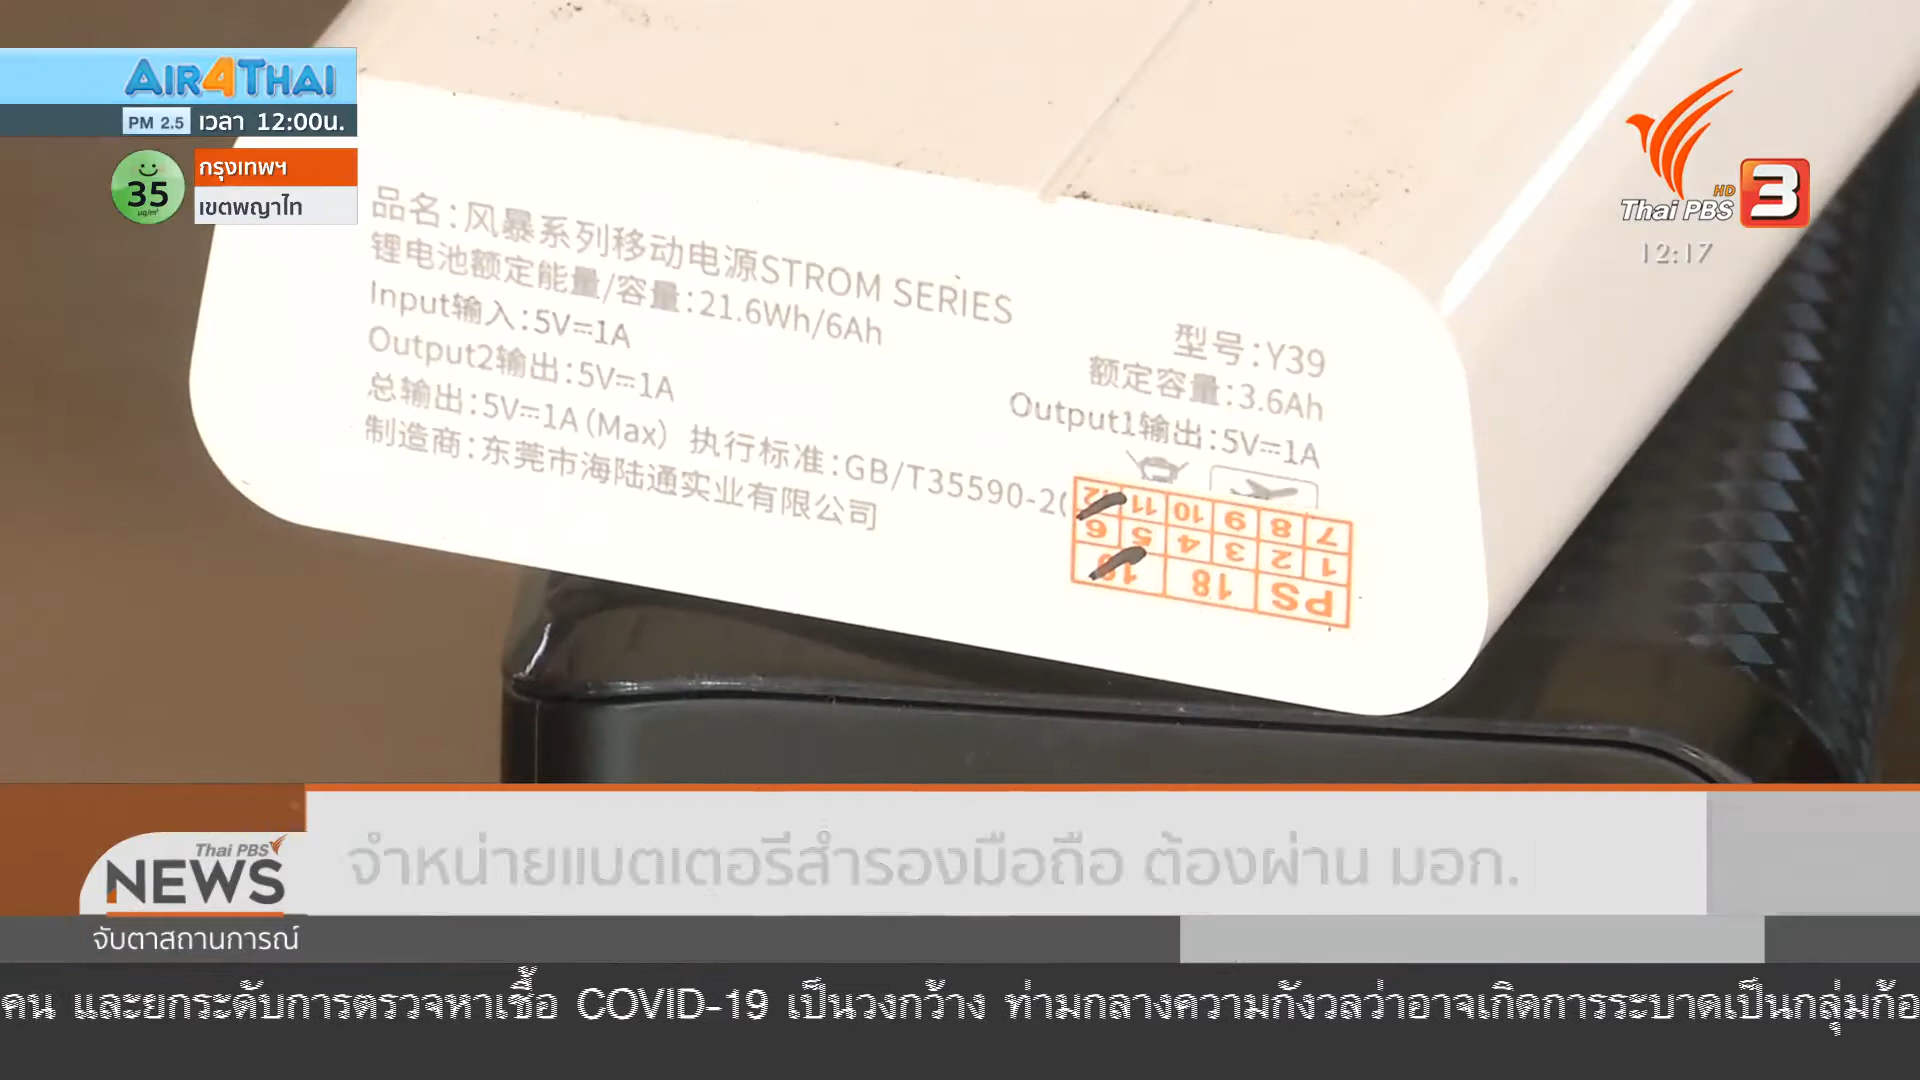 AIR4THAI
PM 2.5 เวลา 12:00น.
35
µg/m³
กรุงเทพฯ
เขตพญาไท
Thai PBS HD 3
12:17
品名:风暴系列移动电源STROM SERIES
锂电池额定能量/容量:21.6Wh/6Ah
型号:Y39
Input输入:5V⎓1A
额定容量:3.6Ah
Output2输出:5V⎓1A
Output1输出:5V⎓1A
总输出:5V⎓1A(Max) 执行标准:GB/T35590-20
制造商:东莞市海陆通实业有限公司
PS 18 19
1 2 3 4 5 6
7 8 9 10 11 12
Thai PBS
NEWS
จำหน่ายแบตเตอรีสำรองมือถือ ต้องผ่าน มอก.
จับตาสถานการณ์
คน และยกระดับการตรวจหาเชื้อ COVID-19 เป็นวงกว้าง ท่ามกลางความกังวลว่าอาจเกิดการระบาดเป็นกลุ่มก้อ